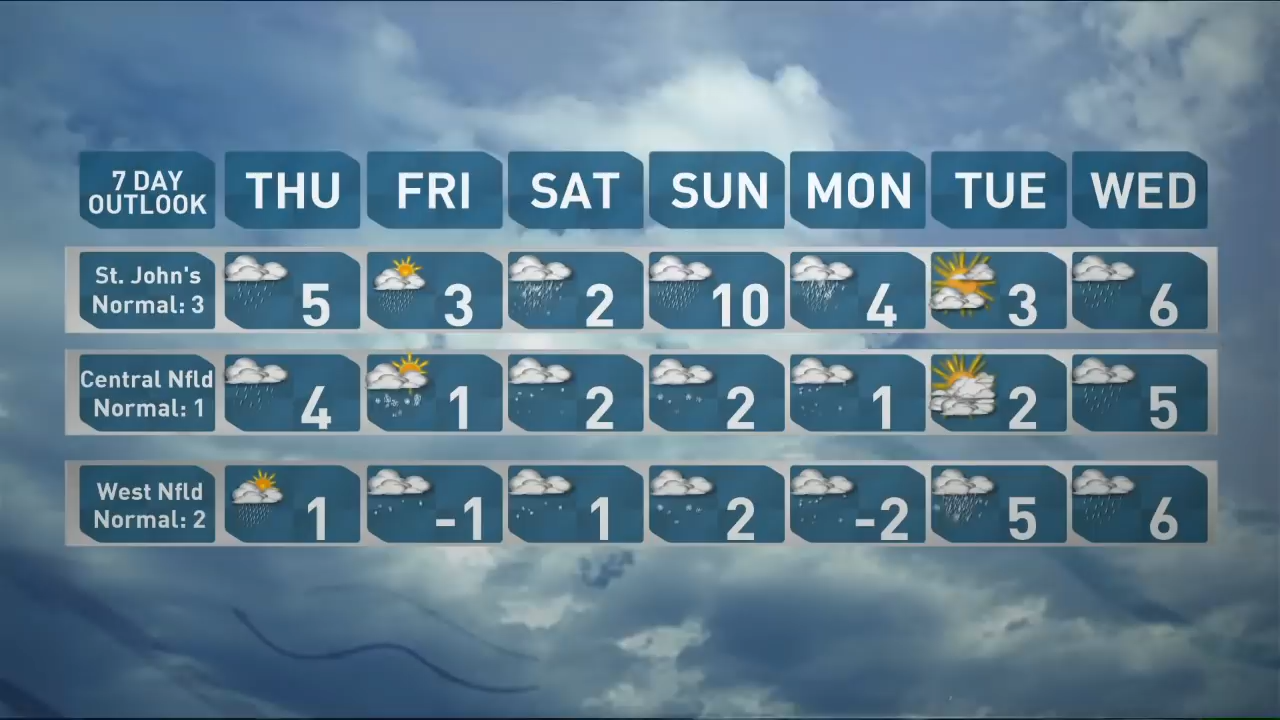 7 DAY
OUTLOOK
THU FRI SAT SUN MON TUE WED
St. John's
Normal: 3
5 3 2 10 4 3 6
Central Nfld
Normal: 1
4 1 2 2 1 2 5
West Nfld
Normal: 2
1 -1 1 2 -2 5 6